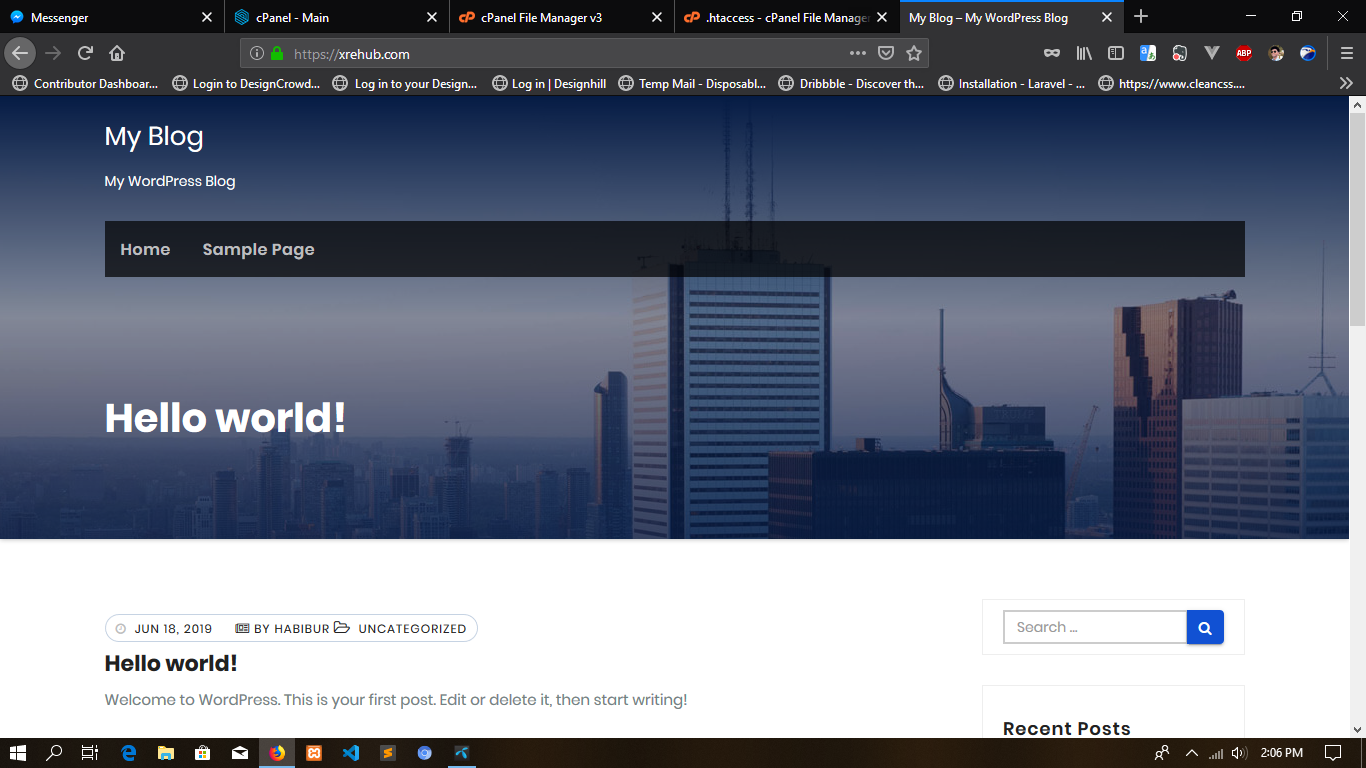 Messenger
cPanel - Main
cPanel File Manager v3
.htaccess - cPanel File Manager
My Blog – My WordPress Blog
https://xrehub.com
ABP
Contributor Dashboar...
Login to DesignCrowd...
Log in to your Design...
Log in | Designhill
Temp Mail - Disposabl...
Dribbble - Discover th...
Installation - Laravel - ...
https://www.cleancss....
My Blog
My WordPress Blog
Home Sample Page
Hello world!
JUN 18, 2019 BY HABIBUR UNCATEGORIZED
Hello world!
Welcome to WordPress. This is your first post. Edit or delete it, then start writing!
Search ...
Recent Posts
2:06 PM